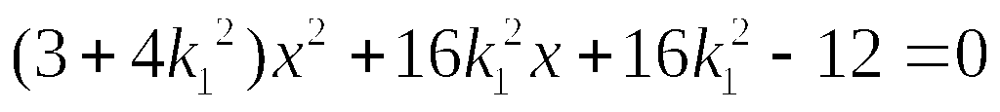 (3 + 4k₁²)x² + 16k₁²x + 16k₁² - 12 = 0